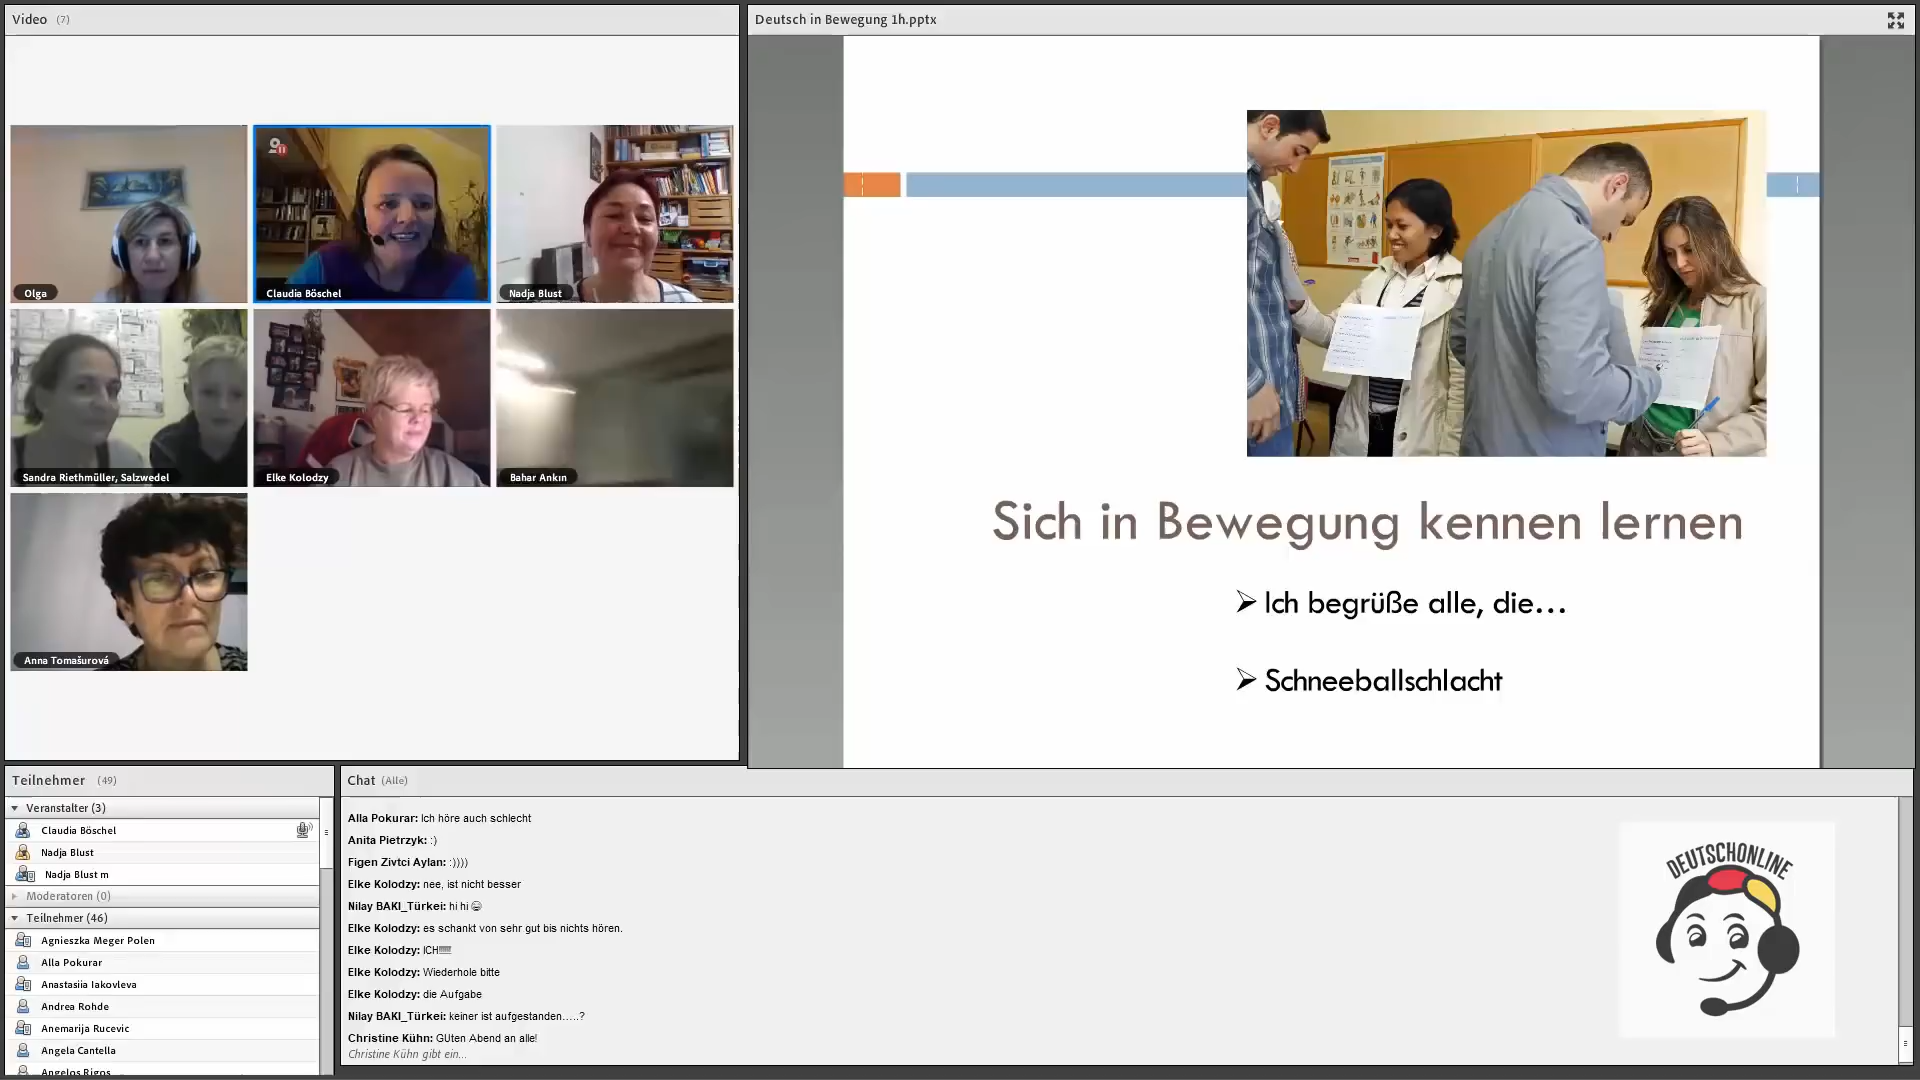 Video (7)
Olga
Claudia Böschel
Nadja Blust
Sandra Riethmüller, Salzwedel
Elke Kolodzy
Bahar Ankın
Anna Tomašurová
Deutsch in Bewegung 1h.pptx
Sich in Bewegung kennen lernen
➢ Ich begrüße alle, die...
➢ Schneeballschlacht
Teilnehmer (49)
Veranstalter (3)
Claudia Böschel
Nadja Blust
Nadja Blust m
Moderatoren (0)
Teilnehmer (46)
Agnieszka Meger Polen
Alla Pokurar
Anastasiia Iakovleva
Andrea Rohde
Anemarija Rucevic
Angela Cantella
Angelos Rigos
Chat (Alle)
Alla Pokurar: Ich höre auch schlecht
Anita Pietrzyk: :)
Figen Zivtci Aylan: :))))
Elke Kolodzy: nee, ist nicht besser
Nilay BAKI_Türkei: hi hi 😂
Elke Kolodzy: es schankt von sehr gut bis nichts hören.
Elke Kolodzy: ICH!!!!!!
Elke Kolodzy: Wiederhole bitte
Elke Kolodzy: die Aufgabe
Nilay BAKI_Türkei: keiner ist aufgestanden.....?
Christine Kühn: GUten Abend an alle!
Christine Kühn gibt ein...
DEUTSCHONLINE